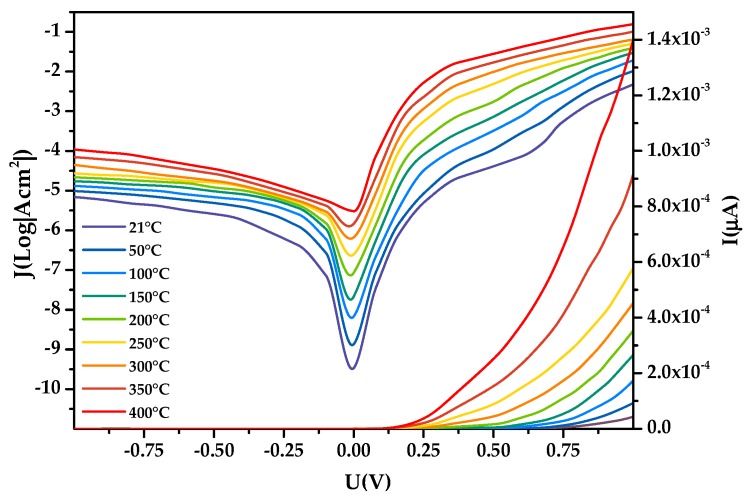 -1
-2
-3
-4
-5
-6
-7
-8
-9
-10
J(Log|Acm²|)
21°C
50°C
100°C
150°C
200°C
250°C
300°C
350°C
400°C
1.4x10⁻³
1.2x10⁻³
1.0x10⁻³
8.0x10⁻⁴
6.0x10⁻⁴
4.0x10⁻⁴
2.0x10⁻⁴
0.0
I(μA)
-0.75 -0.50 -0.25 0.00 0.25 0.50 0.75
U(V)